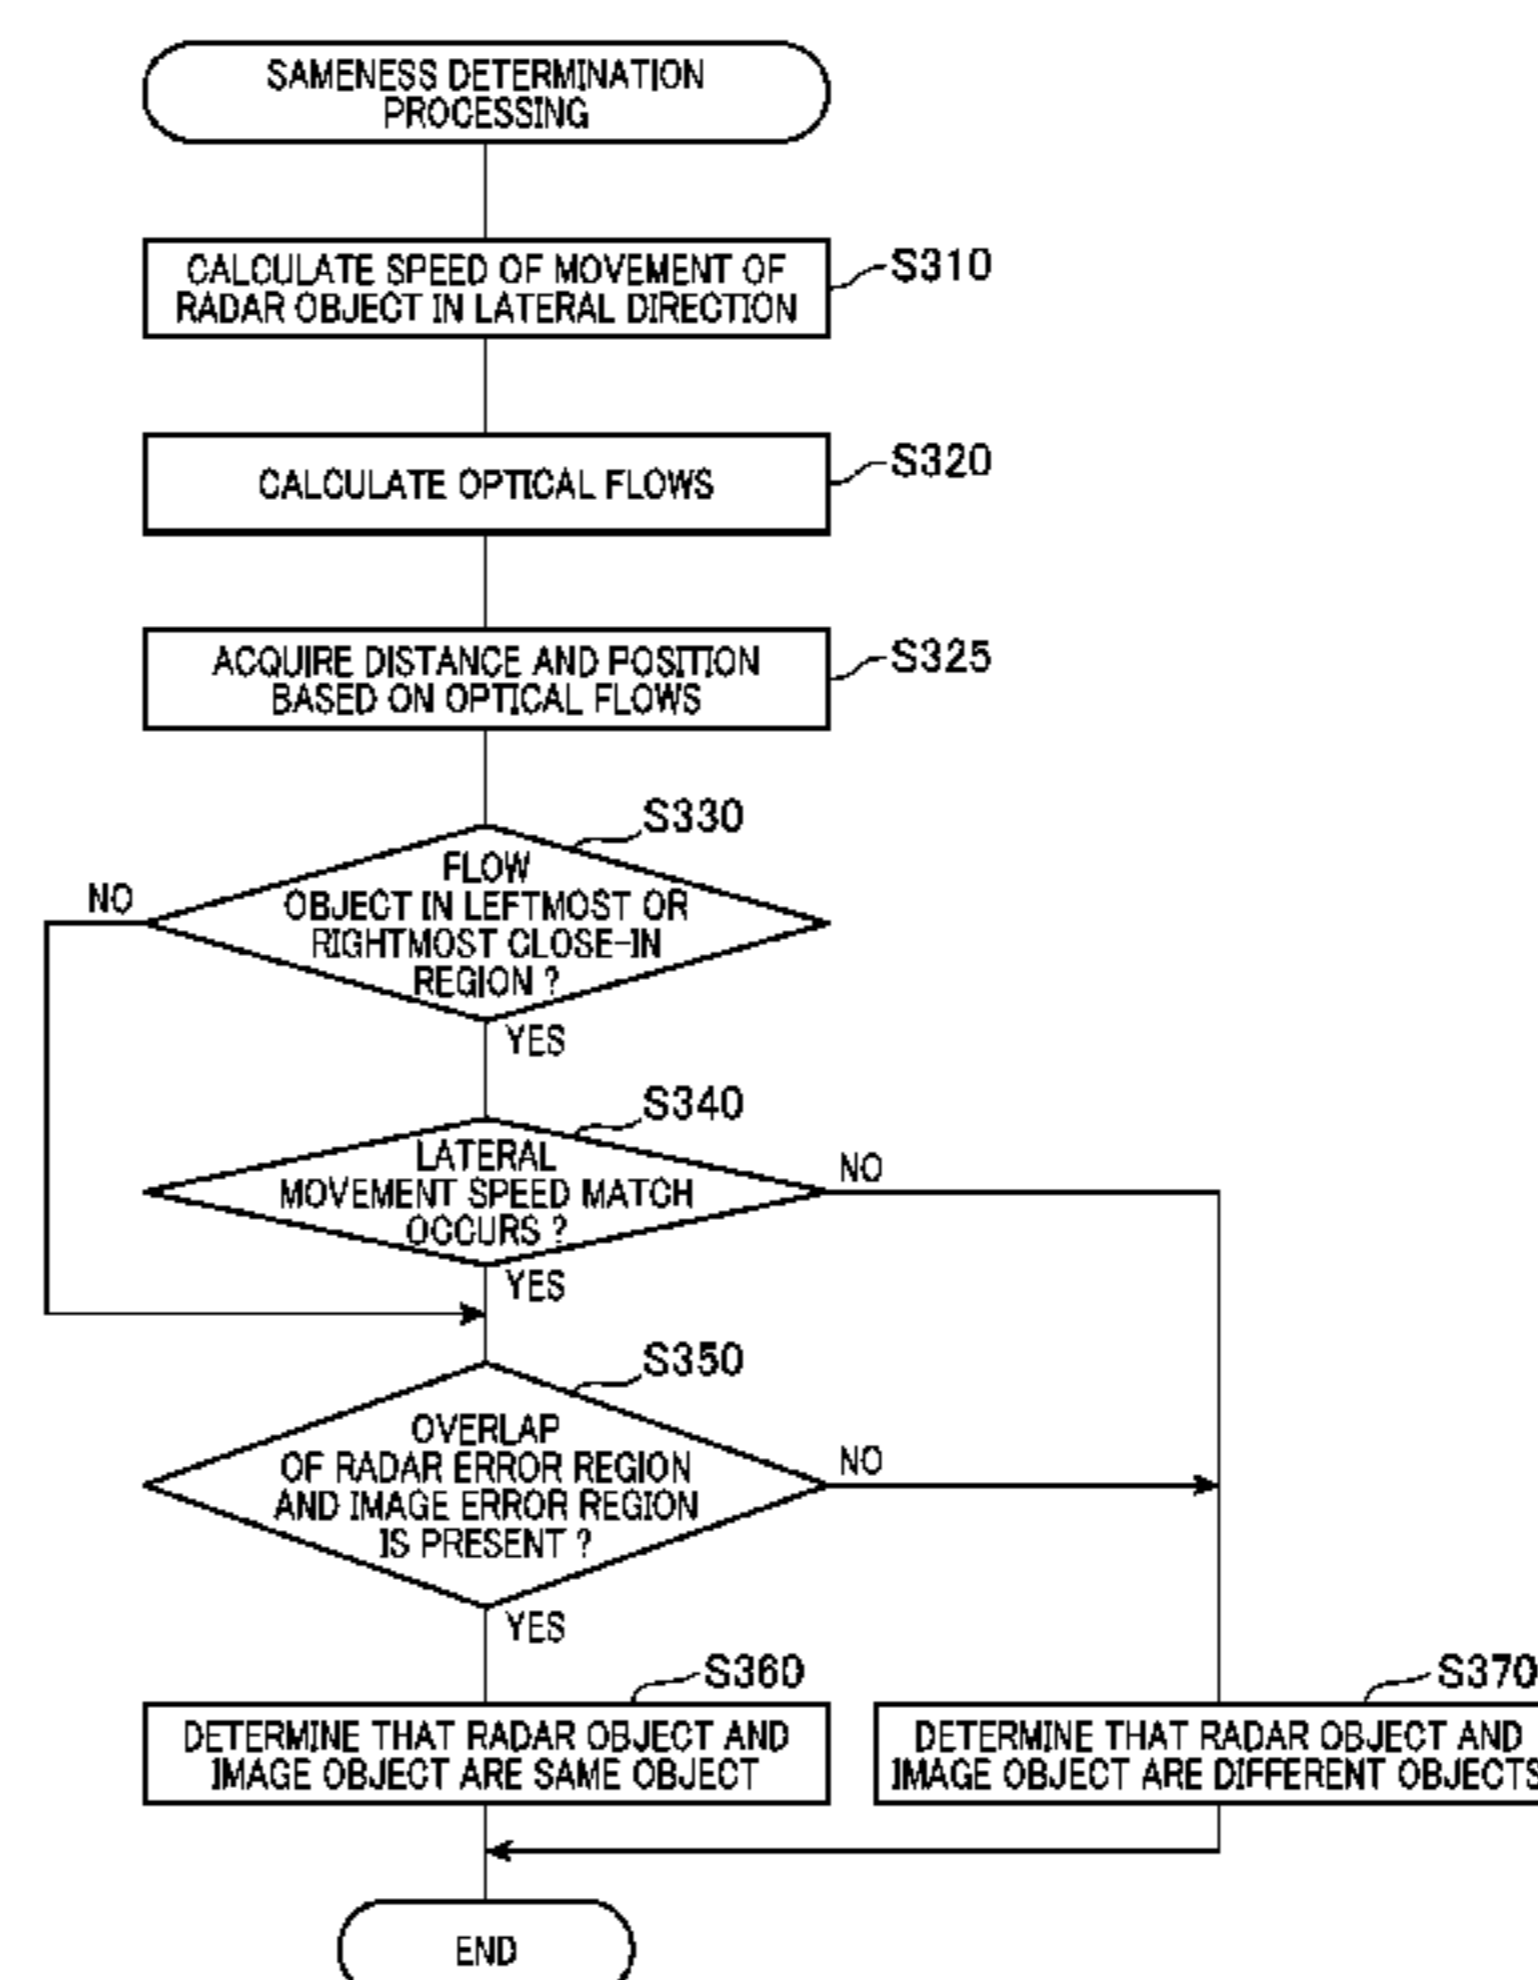 SAMENESS DETERMINATION
PROCESSING
CALCULATE SPEED OF MOVEMENT OF
RADAR OBJECT IN LATERAL DIRECTION
S310
CALCULATE OPTICAL FLOWS
S320
ACQUIRE DISTANCE AND POSITION
BASED ON OPTICAL FLOWS
S325
S330
FLOW
OBJECT IN LEFTMOST OR
RIGHTMOST CLOSE-IN
REGION ?
NO
YES
S340
LATERAL
MOVEMENT SPEED MATCH
OCCURS ?
NO
YES
S350
OVERLAP
OF RADAR ERROR REGION
AND IMAGE ERROR REGION
IS PRESENT ?
NO
YES
S360
DETERMINE THAT RADAR OBJECT AND
IMAGE OBJECT ARE SAME OBJECT
S370
DETERMINE THAT RADAR OBJECT AND
IMAGE OBJECT ARE DIFFERENT OBJECTS
END